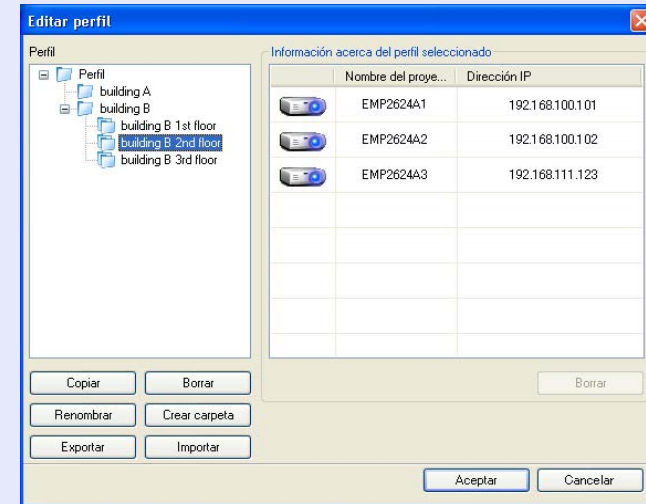 Editar perfil
Perfil
Perfil
building A
building B
building B 1st floor
building B 2nd floor
building B 3rd floor
Copiar Borrar
Renombrar Crear carpeta
Exportar Importar
Información acerca del perfil seleccionado
Nombre del proye... Dirección IP
EMP2624A1 192.168.100.101
EMP2624A2 192.168.100.102
EMP2624A3 192.168.111.123
Borrar
Aceptar Cancelar